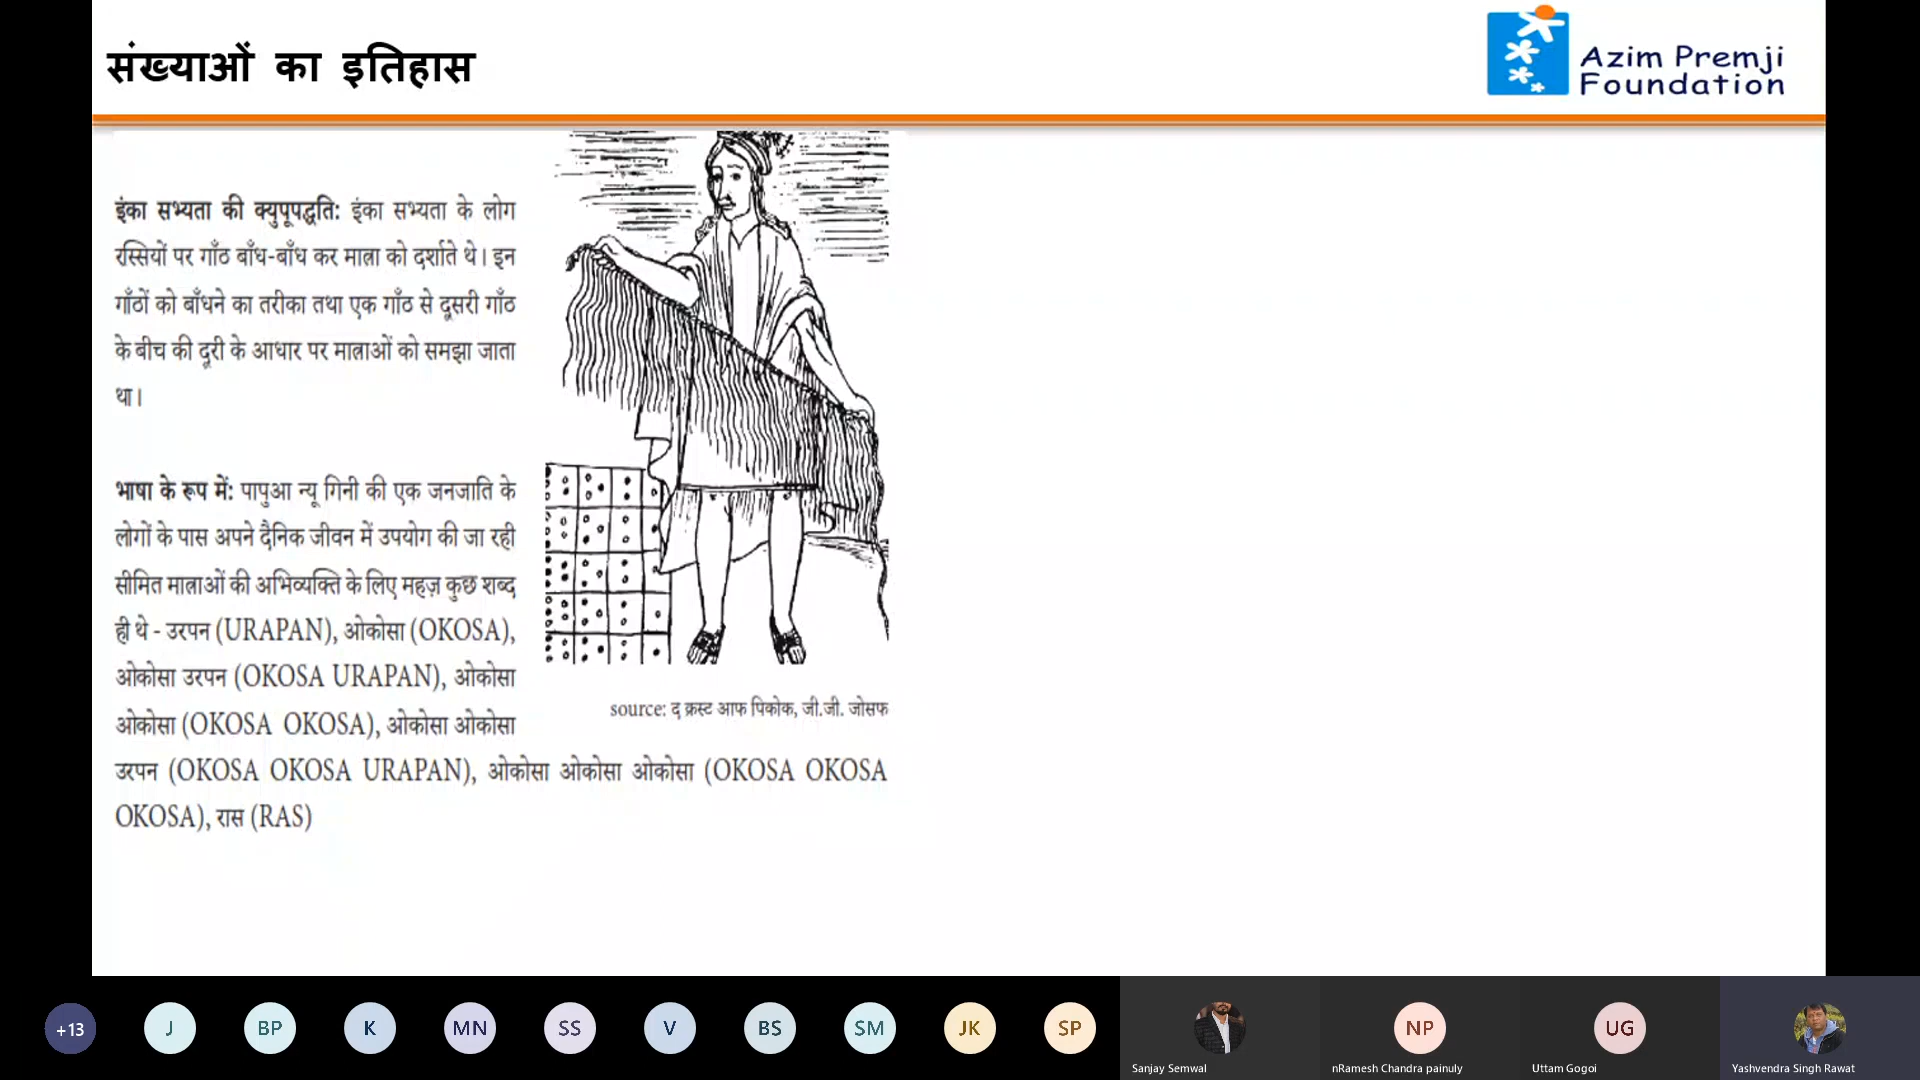 संख्याओं का इतिहास
Azim Premji
Foundation
इंका सभ्यता की क्युपूपद्धति: इंका सभ्यता के लोग
रस्सियों पर गाँठ बाँध-बाँध कर मात्रा को दर्शाते थे। इन
गाँठों को बाँधने का तरीका तथा एक गाँठ से दूसरी गाँठ
के बीच की दूरी के आधार पर मात्राओं को समझा जाता
था।
भाषा के रूप में: पापुआ न्यू गिनी की एक जनजाति के
लोगों के पास अपने दैनिक जीवन में उपयोग की जा रही
सीमित मात्राओं की अभिव्यक्ति के लिए महज़ कुछ शब्द
ही थे - उरपन (URAPAN), ओकोसा (OKOSA),
ओकोसा उरपन (OKOSA URAPAN), ओकोसा
ओकोसा (OKOSA OKOSA), ओकोसा ओकोसा
उरपन (OKOSA OKOSA URAPAN), ओकोसा ओकोसा ओकोसा (OKOSA OKOSA
OKOSA), रास (RAS)
source: द क्रस्ट आफ पिकोक, जी.जी. जोसफ
+13
J
BP
K
MN
SS
V
BS
SM
JK
SP
NP
UG
Sanjay Semwal
nRamesh Chandra painuly
Uttam Gogoi
Yashvendra Singh Rawat